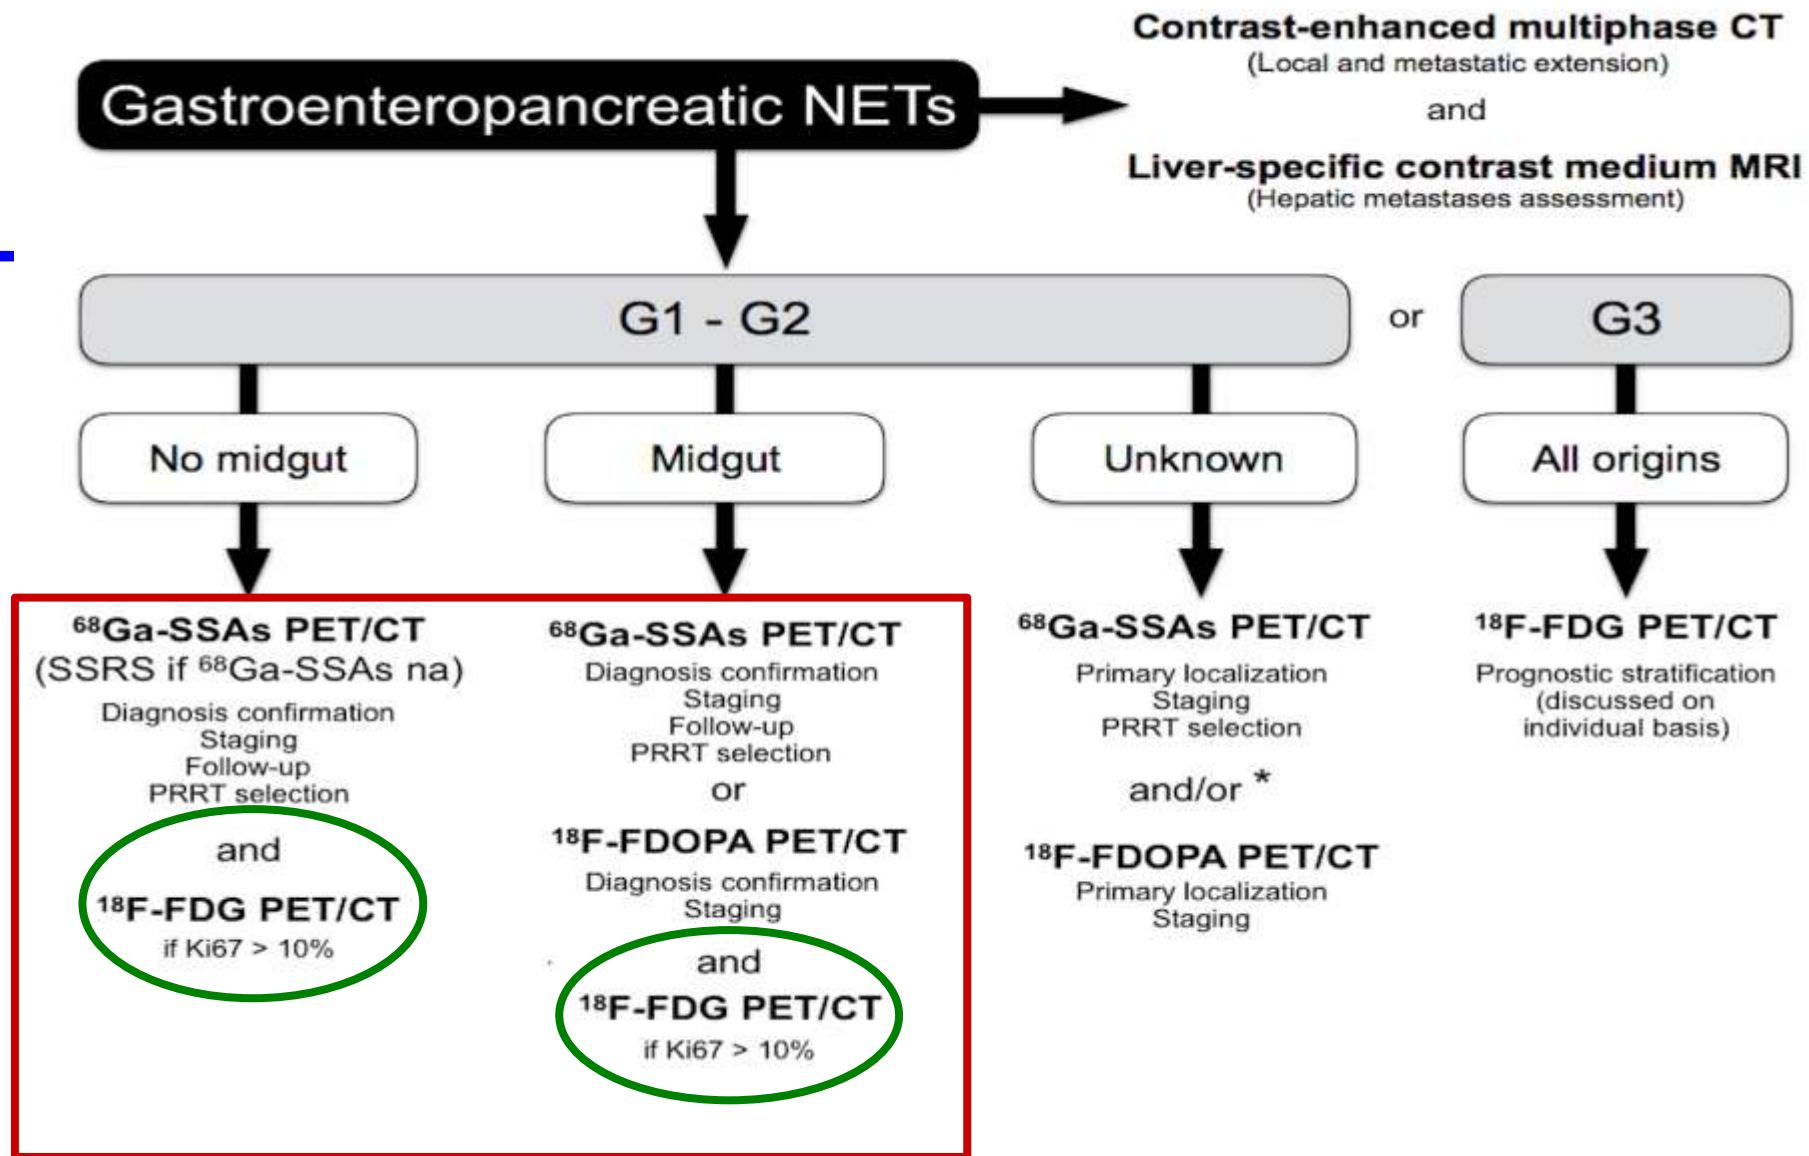 Gastroenteropancreatic NETs
Contrast-enhanced multiphase CT
(Local and metastatic extension)
and
Liver-specific contrast medium MRI
(Hepatic metastases assessment)
G1 - G2
or
G3
No midgut
Midgut
Unknown
All origins
⁶⁸Ga-SSAs PET/CT
(SSRS if ⁶⁸Ga-SSAs na)
Diagnosis confirmation
Staging
Follow-up
PRRT selection
and
¹⁸F-FDG PET/CT
if Ki67 > 10%
⁶⁸Ga-SSAs PET/CT
Diagnosis confirmation
Staging
Follow-up
PRRT selection
or
¹⁸F-FDOPA PET/CT
Diagnosis confirmation
Staging
and
¹⁸F-FDG PET/CT
if Ki67 > 10%
⁶⁸Ga-SSAs PET/CT
Primary localization
Staging
PRRT selection
and/or *
¹⁸F-FDOPA PET/CT
Primary localization
Staging
¹⁸F-FDG PET/CT
Prognostic stratification
(discussed on
individual basis)